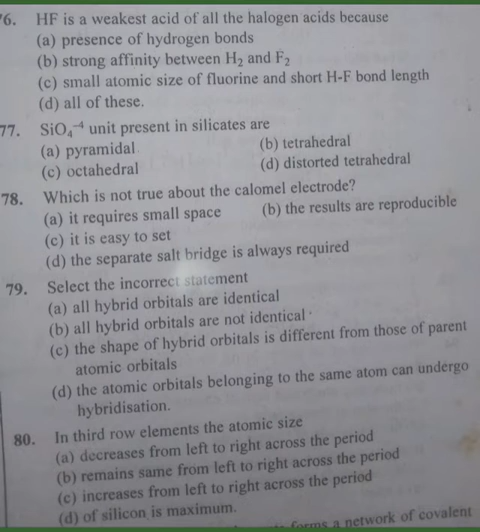 76. HF is a weakest acid of all the halogen acids because
(a) presence of hydrogen bonds
(b) strong affinity between H₂ and F₂
(c) small atomic size of fluorine and short H-F bond length
(d) all of these.
77. SiO₄⁻⁴ unit present in silicates are
(a) pyramidal (b) tetrahedral
(c) octahedral (d) distorted tetrahedral
78. Which is not true about the calomel electrode?
(a) it requires small space (b) the results are reproducible
(c) it is easy to set
(d) the separate salt bridge is always required
79. Select the incorrect statement
(a) all hybrid orbitals are identical
(b) all hybrid orbitals are not identical
(c) the shape of hybrid orbitals is different from those of parent
atomic orbitals
(d) the atomic orbitals belonging to the same atom can undergo
hybridisation.
80. In third row elements the atomic size
(a) decreases from left to right across the period
(b) remains same from left to right across the period
(c) increases from left to right across the period
(d) of silicon is maximum.
forms a network of covalent